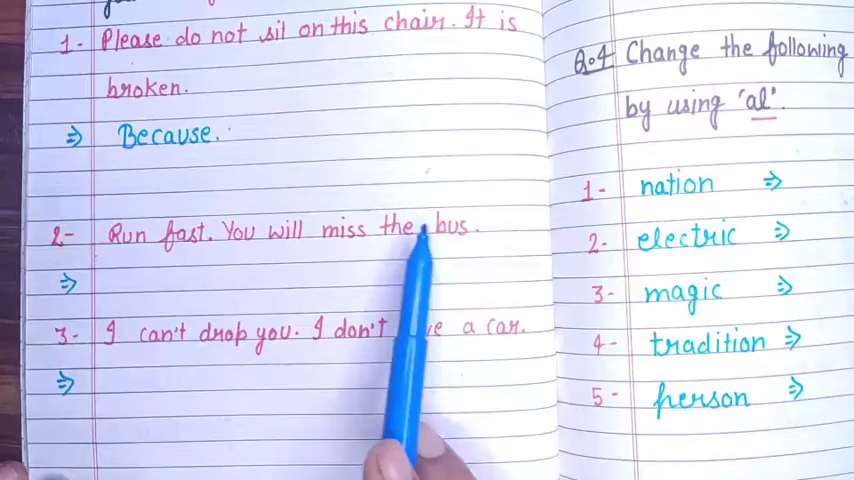 1- Please do not sit on this chair. It is
broken.
⇒ Because.
2- Run fast. You will miss the bus.
⇒
3- I can't drop you. I don't a car.
⇒
Q.4 Change the following
by using 'al'.
1- nation ⇒
2- electric ⇒
3- magic ⇒
4- tradition ⇒
5- person ⇒